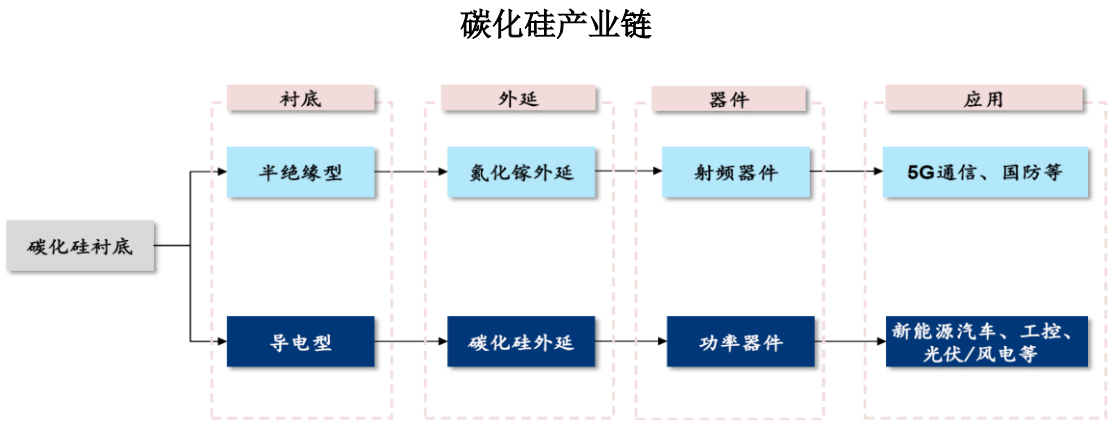 碳化硅产业链
衬底
外延
器件
应用
半绝缘型
氮化镓外延
射频器件
5G通信、国防等
碳化硅衬底
导电型
碳化硅外延
功率器件
新能源汽车、工控、
光伏/风电等